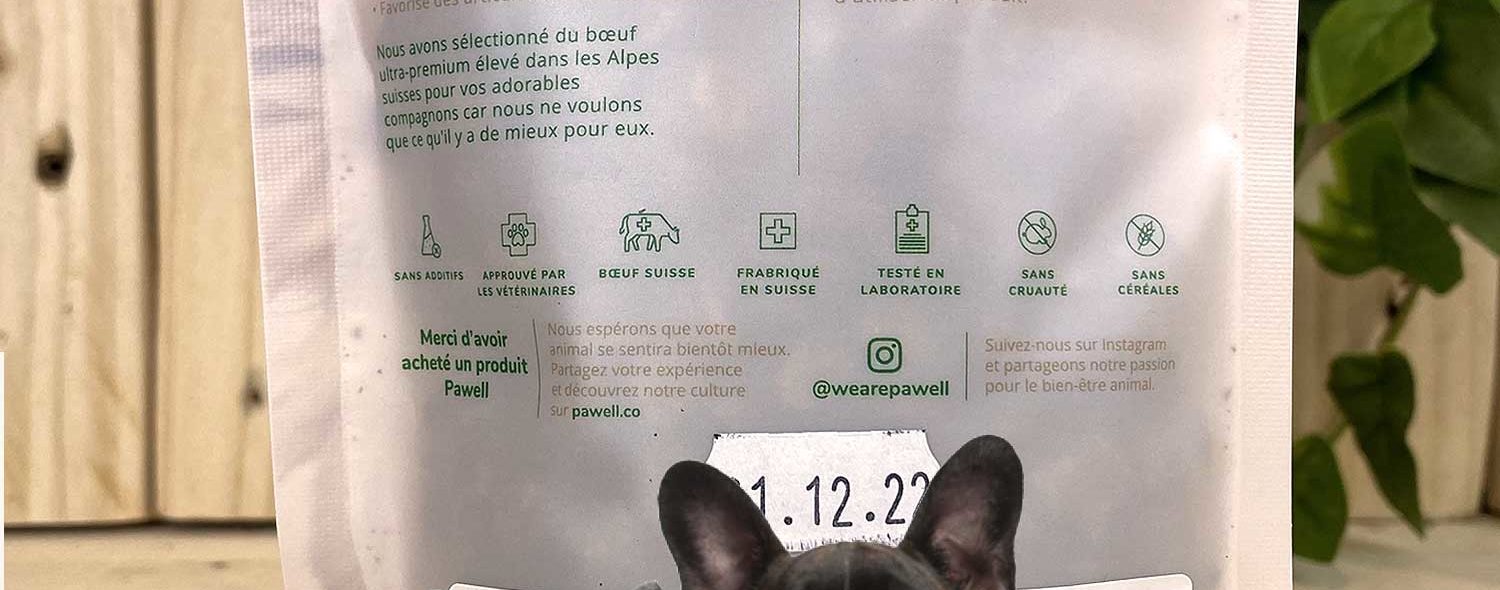 • Favorise des
Nous avons sélectionné du bœuf
ultra-premium élevé dans les Alpes
suisses pour vos adorables
compagnons car nous ne voulons
que ce qu'il y a de mieux pour eux.
SANS ADDITIFS
APPROUVÉ PAR
LES VÉTÉRINAIRES
BŒUF SUISSE
FRABRIQUÉ
EN SUISSE
TESTÉ EN
LABORATOIRE
SANS
CRUAUTÉ
SANS
CÉRÉALES
Merci d'avoir
acheté un produit
Pawell
Nous espérons que votre
animal se sentira bientôt mieux.
Partagez votre expérience
et découvrez notre culture
sur pawell.co
@wearepawell
Suivez-nous sur Instagram
et partageons notre passion
pour le bien-être animal.
1.12.22